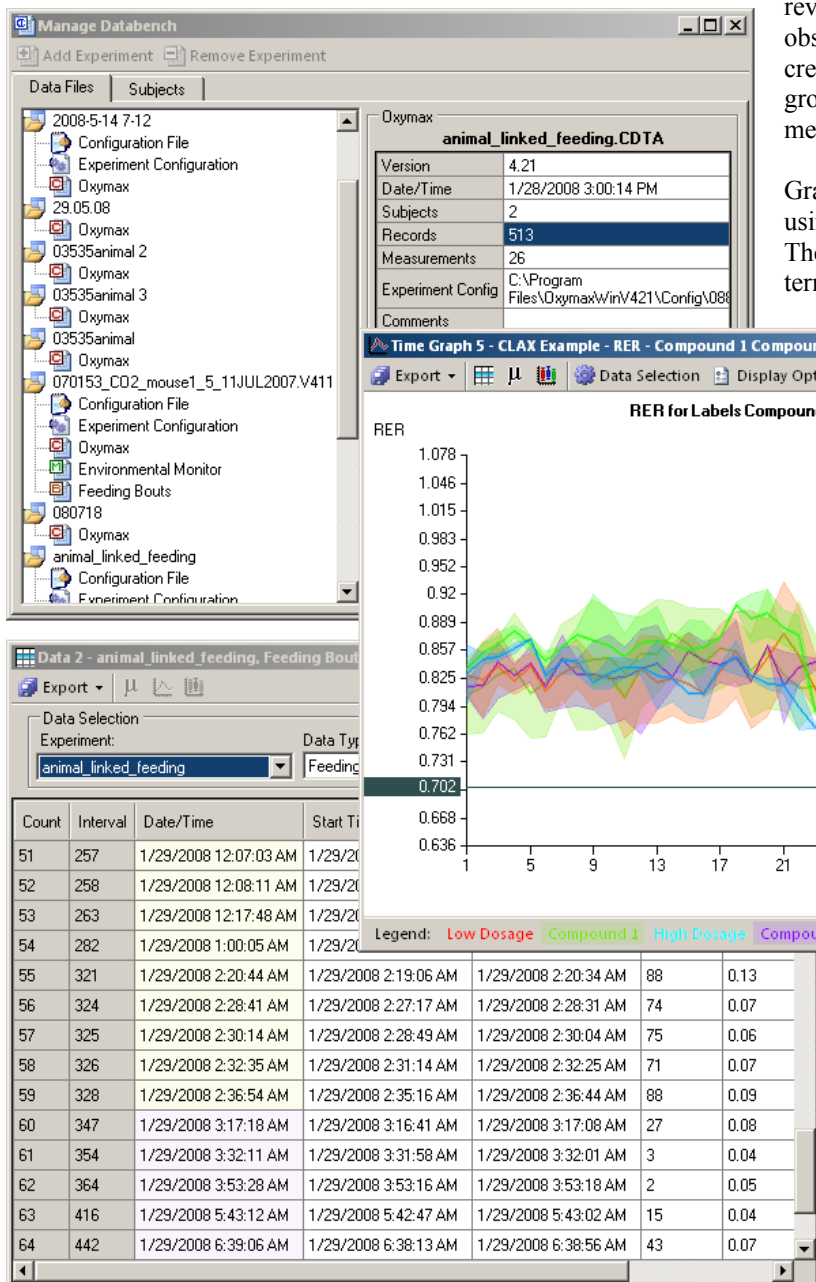 Manage Databench
Add Experiment Remove Experiment
Data Files Subjects
2008-5-14 7-12
Configuration File
Experiment Configuration
Oxymax
29.05.08
Oxymax
03535animal 2
Oxymax
03535animal 3
Oxymax
03535animal
Oxymax
070153_CO2_mouse1_5_11JUL2007.V411
Configuration File
Experiment Configuration
Oxymax
Environmental Monitor
Feeding Bouts
080718
Oxymax
animal_linked_feeding
Configuration File
Experiment Configuration
Oxymax
animal_linked_feeding.CDTA
Version 4.21
Date/Time 1/28/2008 3:00:14 PM
Subjects 2
Records 513
Measurements 26
Experiment Config C:\Program
Files\OxymaxWinV421\Config\088
Comments
rev
obs
cre
gro
me
Gra
usi
The
ter
Time Graph 5 - CLAX Example - RER - Compound 1 Compour
Export μ Data Selection Display Opt
RER for Labels Compoun
RER
1.078
1.046
1.015
0.983
0.952
0.92
0.889
0.857
0.825
0.794
0.762
0.731
0.702
0.668
0.636
1 5 9 13 17 21
Legend: Low Dosage Compound 1 High Dosage Compou
Data 2 - animal_linked_feeding, Feeding Bout
Export μ
Data Selection
Experiment: Data Typ
animal_linked_feeding Feeding
Count Interval Date/Time Start Ti
51 257 1/29/2008 12:07:03 AM 1/29/20
52 258 1/29/2008 12:08:11 AM 1/29/20
53 263 1/29/2008 12:17:48 AM 1/29/20
54 282 1/29/2008 1:00:05 AM 1/29/20
55 321 1/29/2008 2:20:44 AM 1/29/2008 2:19:06 AM 1/29/2008 2:20:34 AM 88 0.13
56 324 1/29/2008 2:28:41 AM 1/29/2008 2:27:17 AM 1/29/2008 2:28:31 AM 74 0.07
57 325 1/29/2008 2:30:14 AM 1/29/2008 2:28:49 AM 1/29/2008 2:30:04 AM 75 0.06
58 326 1/29/2008 2:32:35 AM 1/29/2008 2:31:14 AM 1/29/2008 2:32:25 AM 71 0.07
59 328 1/29/2008 2:36:54 AM 1/29/2008 2:35:16 AM 1/29/2008 2:36:44 AM 88 0.09
60 347 1/29/2008 3:17:18 AM 1/29/2008 3:16:41 AM 1/29/2008 3:17:08 AM 27 0.08
61 354 1/29/2008 3:32:11 AM 1/29/2008 3:31:58 AM 1/29/2008 3:32:01 AM 3 0.04
62 364 1/29/2008 3:53:28 AM 1/29/2008 3:53:16 AM 1/29/2008 3:53:18 AM 2 0.05
63 416 1/29/2008 5:43:12 AM 1/29/2008 5:42:47 AM 1/29/2008 5:43:02 AM 15 0.04
64 442 1/29/2008 6:39:06 AM 1/29/2008 6:38:13 AM 1/29/2008 6:38:56 AM 43 0.07